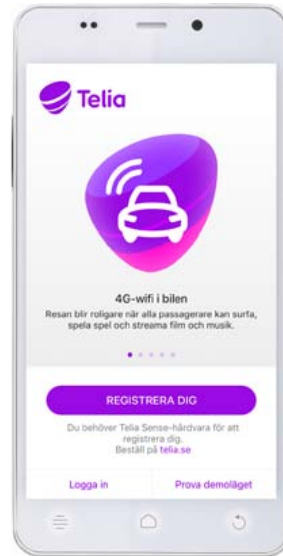 Telia
4G-wifi i bilen
Resan blir roligare när alla passagerare kan surfa,
spela spel och streama film och musik.
REGISTRERA DIG
Du behöver Telia Sense-hårdvara för att
registrera dig.
Beställ på telia.se
Logga in
Prova demoläget